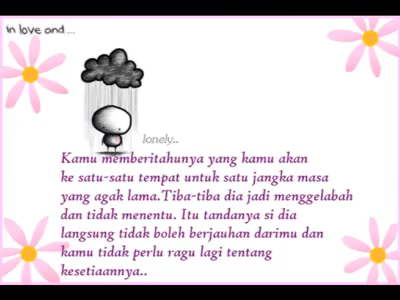 in love and...
lonely..
Kamu memberitahunya yang kamu akan
ke satu-satu tempat untuk satu jangka masa
yang agak lama.Tiba-tiba dia jadi menggelabah
dan tidak menentu. Itu tandanya si dia
langsung tidak boleh berjauhan darimu dan
kamu tidak perlu ragu lagi tentang
kesetiaannya..